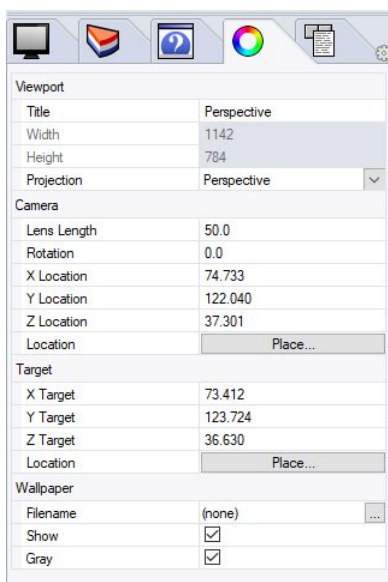 Viewport
Title Perspective
Width 1142
Height 784
Projection Perspective
Camera
Lens Length 50.0
Rotation 0.0
X Location 74.733
Y Location 122.040
Z Location 37.301
Location Place...
Target
X Target 73.412
Y Target 123.724
Z Target 36.630
Location Place...
Wallpaper
Filename (none) ...
Show
Gray